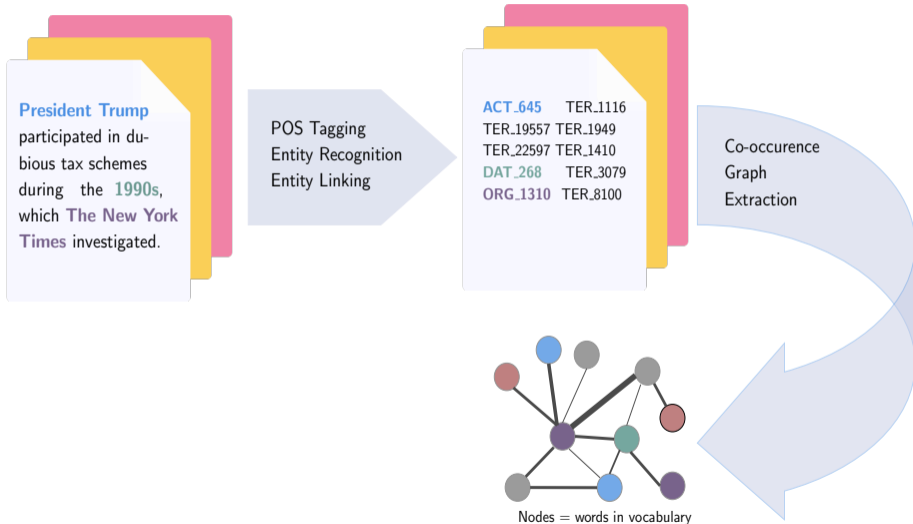 President Trump
participated in du-
bious tax schemes
during the 1990s,
which The New York
Times investigated.
POS Tagging
Entity Recognition
Entity Linking
ACT_645 TER_1116
TER_19557 TER_1949
TER_22597 TER_1410
DAT_268 TER_3079
ORG_1310 TER_8100
Co-occurence
Graph
Extraction
Nodes = words in vocabulary